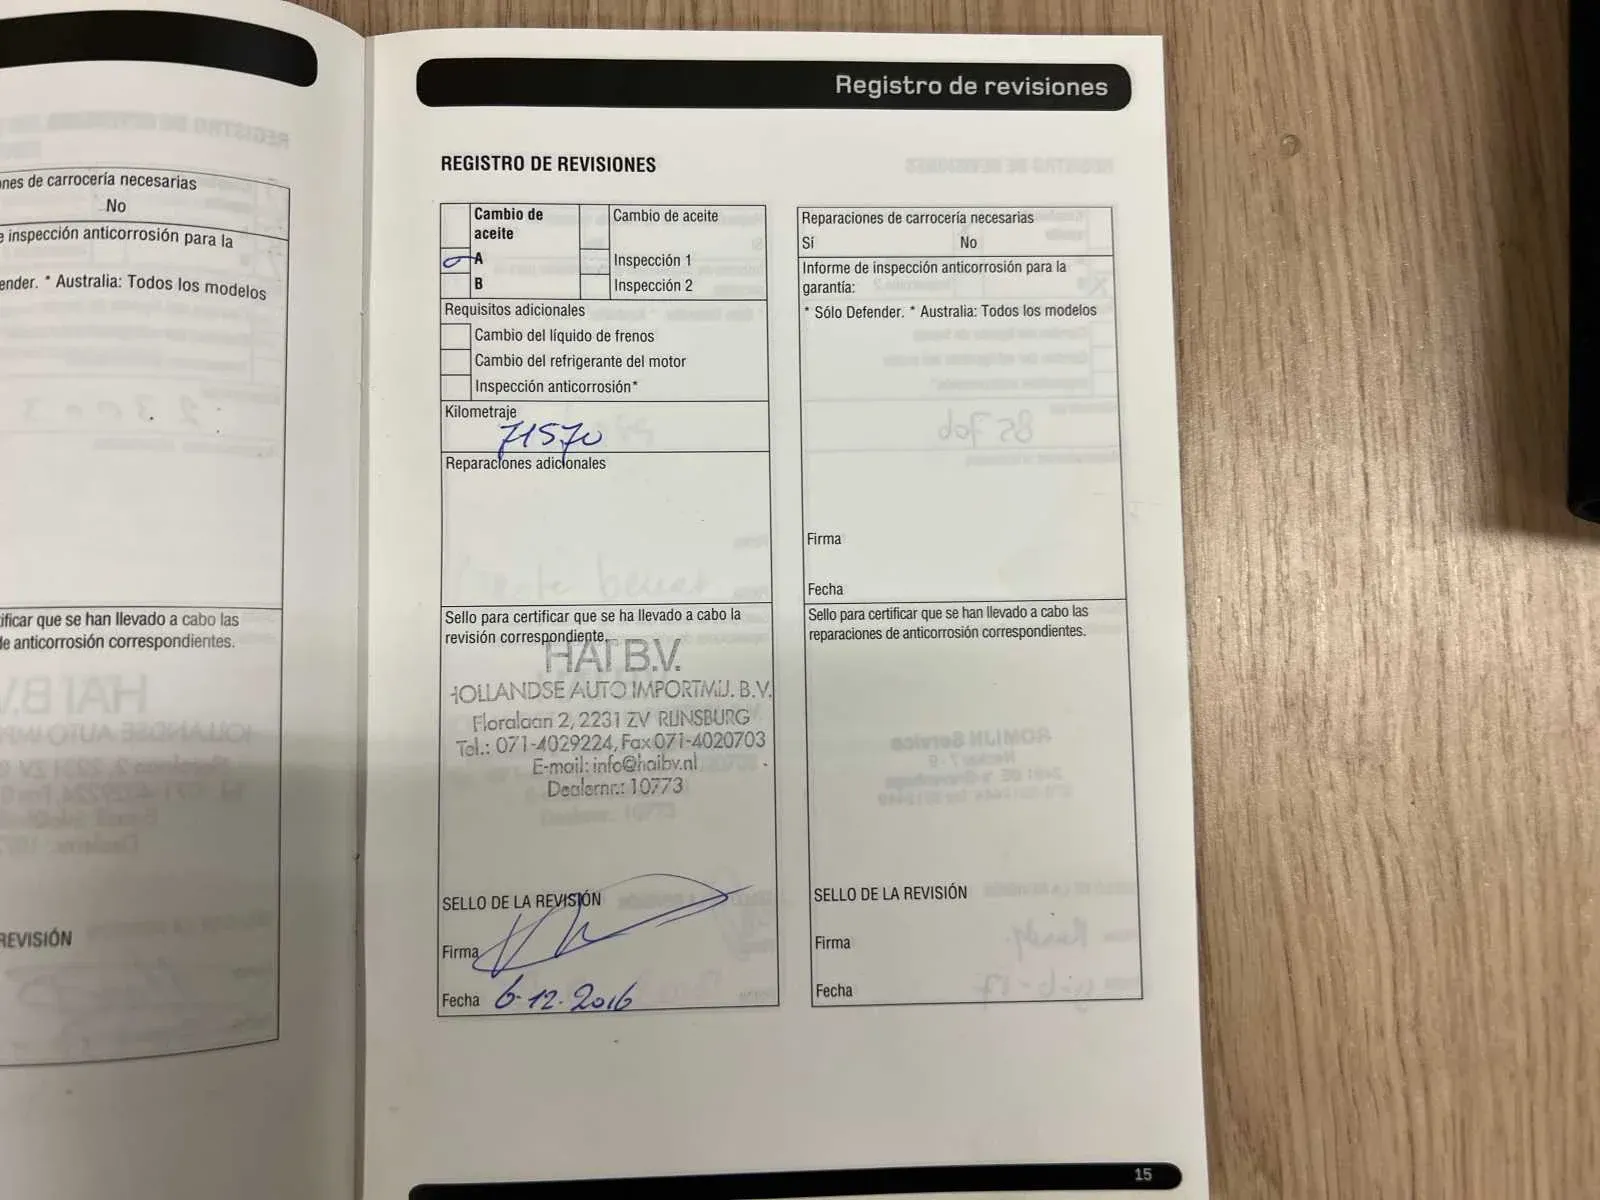 nes de carrocería necesarias
No
e inspección anticorrosión para la
ender. * Australia: Todos los modelos
ificar que se han llevado a cabo las
de anticorrosión correspondientes.
REVISIÓN
Registro de revisiones
REGISTRO DE REVISIONES
Cambio de aceite
A
B
Cambio de aceite
Inspección 1
Inspección 2
Requisitos adicionales
Cambio del líquido de frenos
Cambio del refrigerante del motor
Inspección anticorrosión*
Kilometraje
71570
Reparaciones adicionales
Sello para certificar que se ha llevado a cabo la
revisión correspondiente.
HAI B.V.
HOLLANDSE AUTO IMPORTMIJ. B.V.
Floralaan 2, 2231 ZV RIJNSBURG
Tel.: 071-4029224, Fax 071-4020703
E-mail: info@haibv.nl
Dealernr.: 10773
SELLO DE LA REVISIÓN
Firma
Fecha 6-12-2016
Reparaciones de carrocería necesarias
Sí No
Informe de inspección anticorrosión para la
garantía:
* Sólo Defender. * Australia: Todos los modelos
Firma
Fecha
Sello para certificar que se han llevado a cabo las
reparaciones de anticorrosión correspondientes.
SELLO DE LA REVISIÓN
Firma
Fecha
15